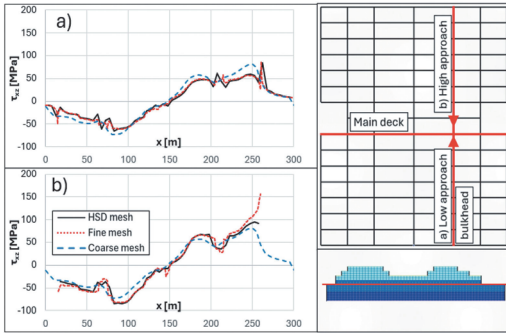 a)
200
150
100
50
0
-50
-100
τxz [MPa]
0 50 100 150 200 250 300
x [m]
b)
200
150
100
50
0
-50
-100
τxz [MPa]
HSD mesh
Fine mesh
Coarse mesh
0 50 100 150 200 250 300
x [m]
b) High approach
Main deck
a) Low approach
bulkhead